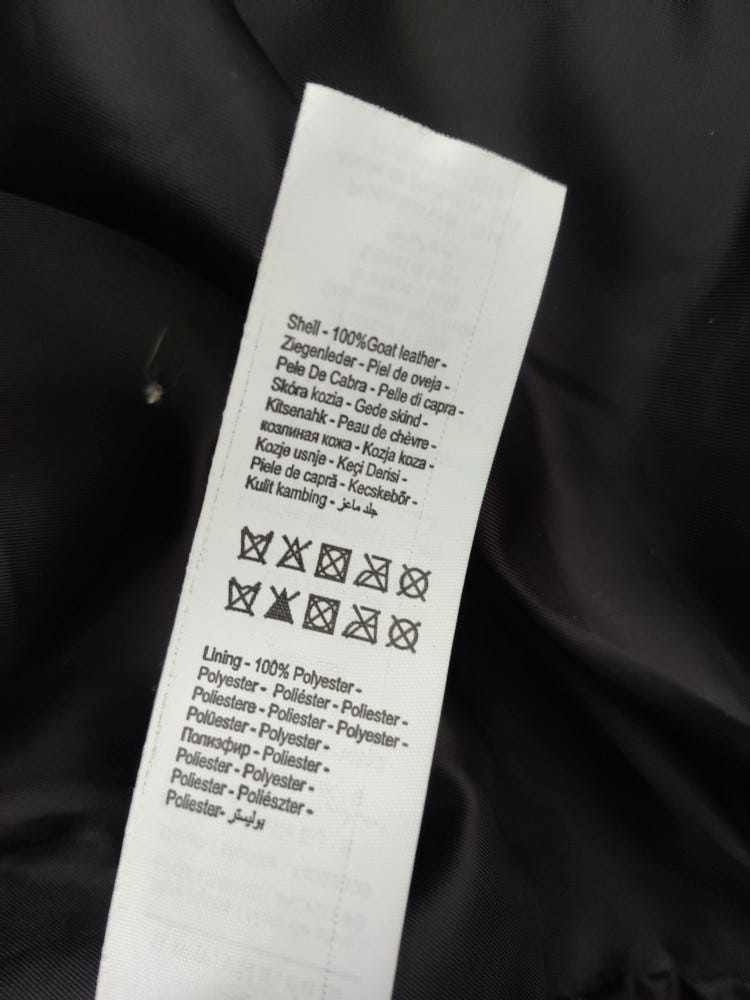 Shell - 100%Goat leather -
Ziegenleder - Piel de oveja -
Pele De Cabra - Pelle di capra -
Skóra kozia - Gede skind -
Kitsenahk - Peau de chèvre -
козлиная кожа - Kozja koza -
Kozje usnje - Keçi Derisi -
Piele de capră - Kecskebőr -
Kulit kambing - جلد ماعز
Lining - 100% Polyester -
Polyester - Poliéster - Poliester -
Poliestere - Poliester - Polyester -
Polüester - Polyester -
Полиэфир - Poliester -
Poliester - Polyester -
Poliester - Poliészter -
Poliester- بوليستر